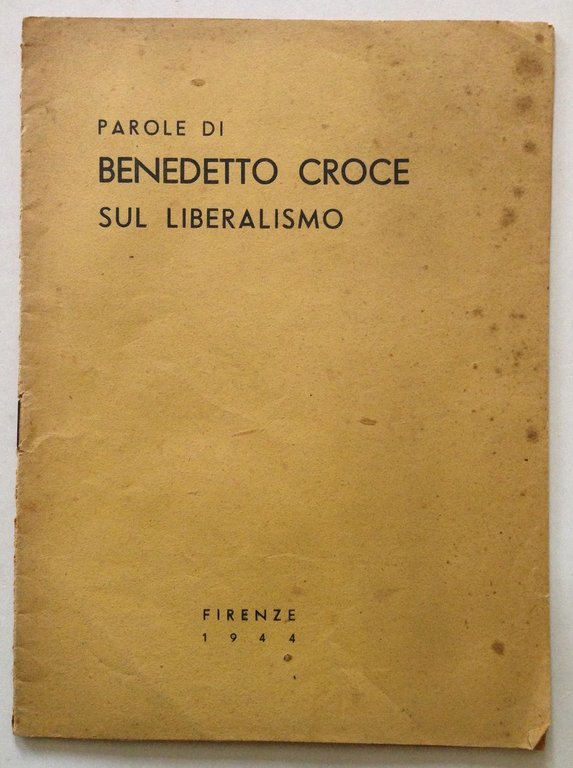 PAROLE DI
BENEDETTO CROCE
SUL LIBERALISMO
FIRENZE
1944